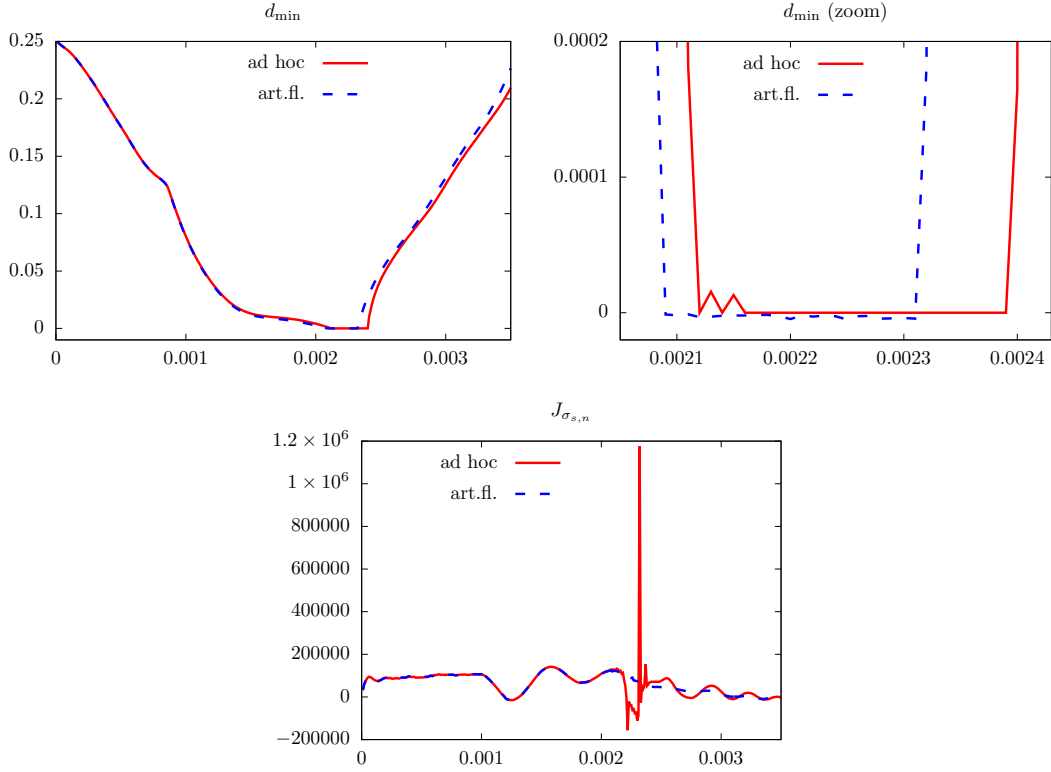 d_min
0.25
0.2
0.15
0.1
0.05
0
0 0.001 0.002 0.003
ad hoc
art.fl.
d_min (zoom)
0.0002
0.0001
0
0.0021 0.0022 0.0023 0.0024
ad hoc
art.fl.
J_σ_s,n
1.2 × 10^6
1 × 10^6
800000
600000
400000
200000
0
−200000
0 0.001 0.002 0.003
ad hoc
art.fl.